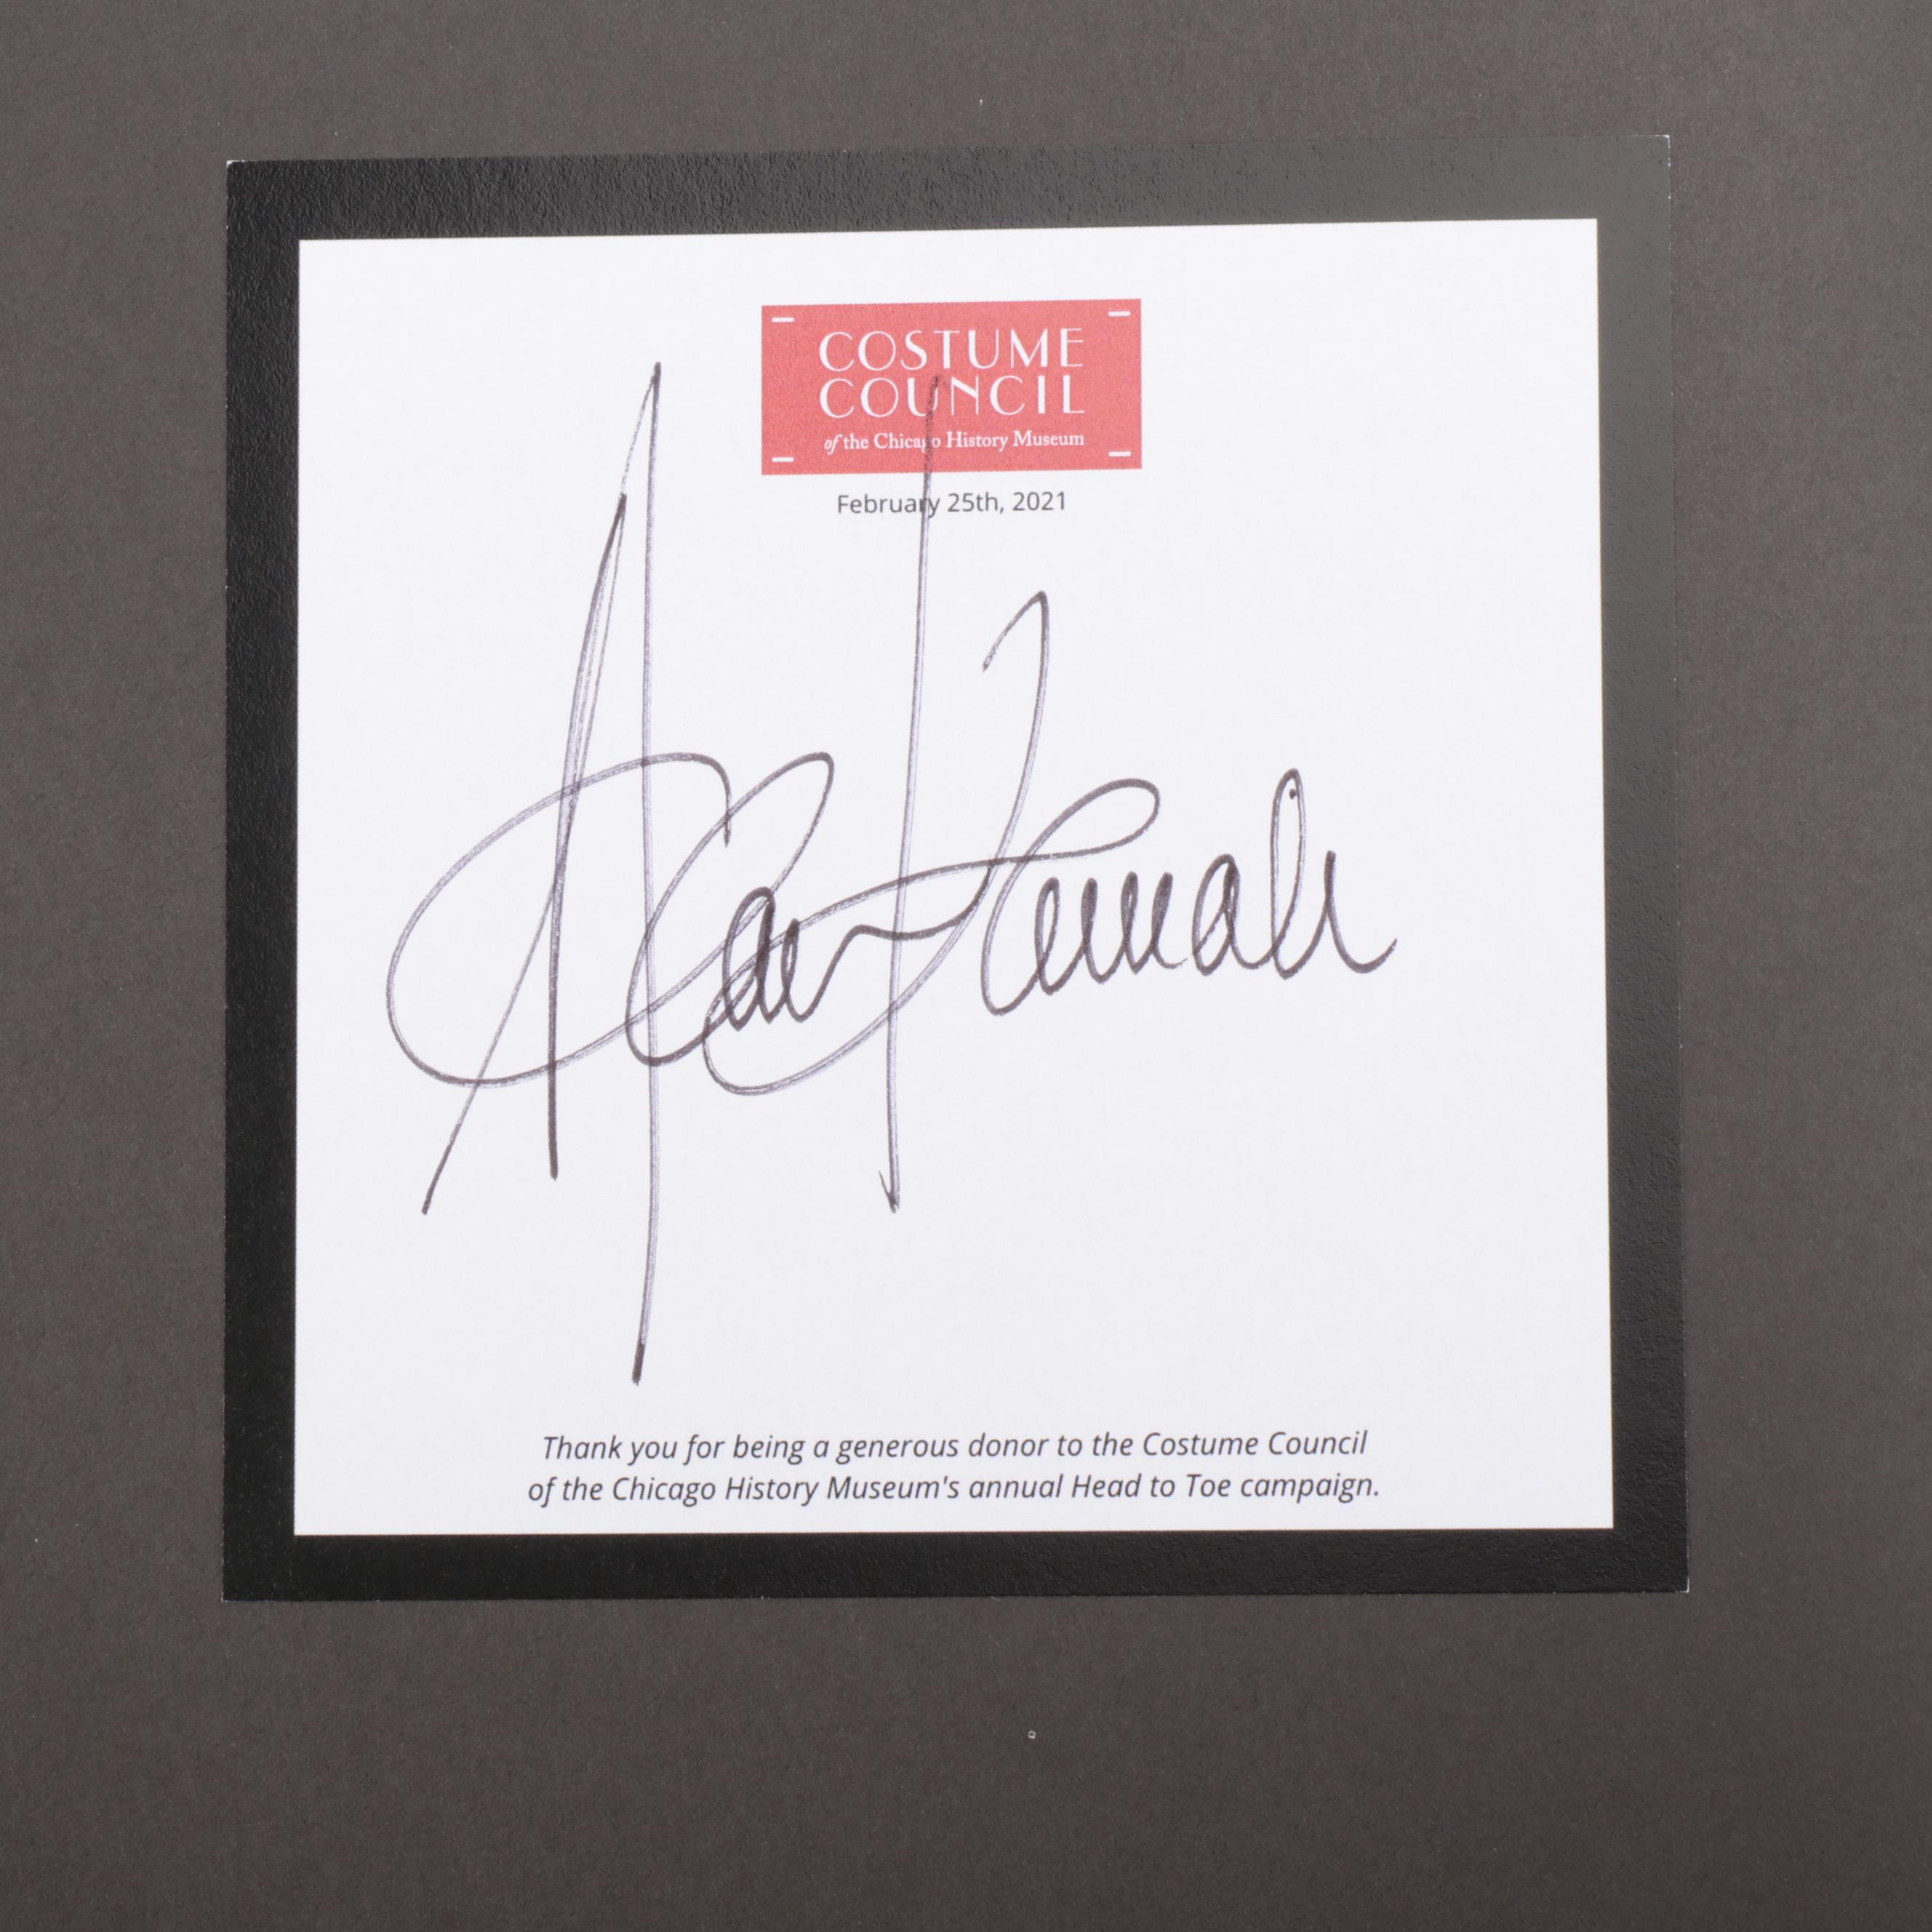 COSTUME
COUNCIL
of the Chicago History Museum
February 25th, 2021
Thank you for being a generous donor to the Costume Council
of the Chicago History Museum's annual Head to Toe campaign.